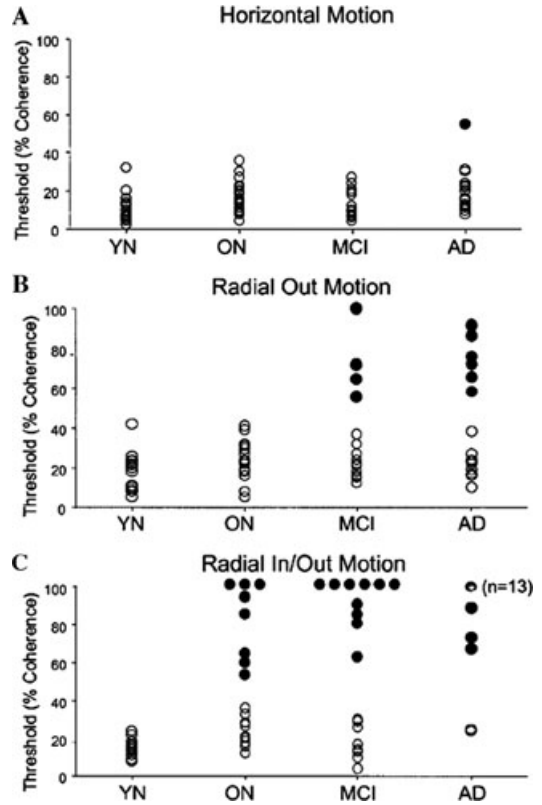 A
Horizontal Motion
Threshold (% Coherence)
100
80
60
40
20
0
YN ON MCI AD
B
Radial Out Motion
Threshold (% Coherence)
100
80
60
40
20
0
YN ON MCI AD
C
Radial In/Out Motion
Threshold (% Coherence)
100
80
60
40
20
0
(n=13)
YN ON MCI AD